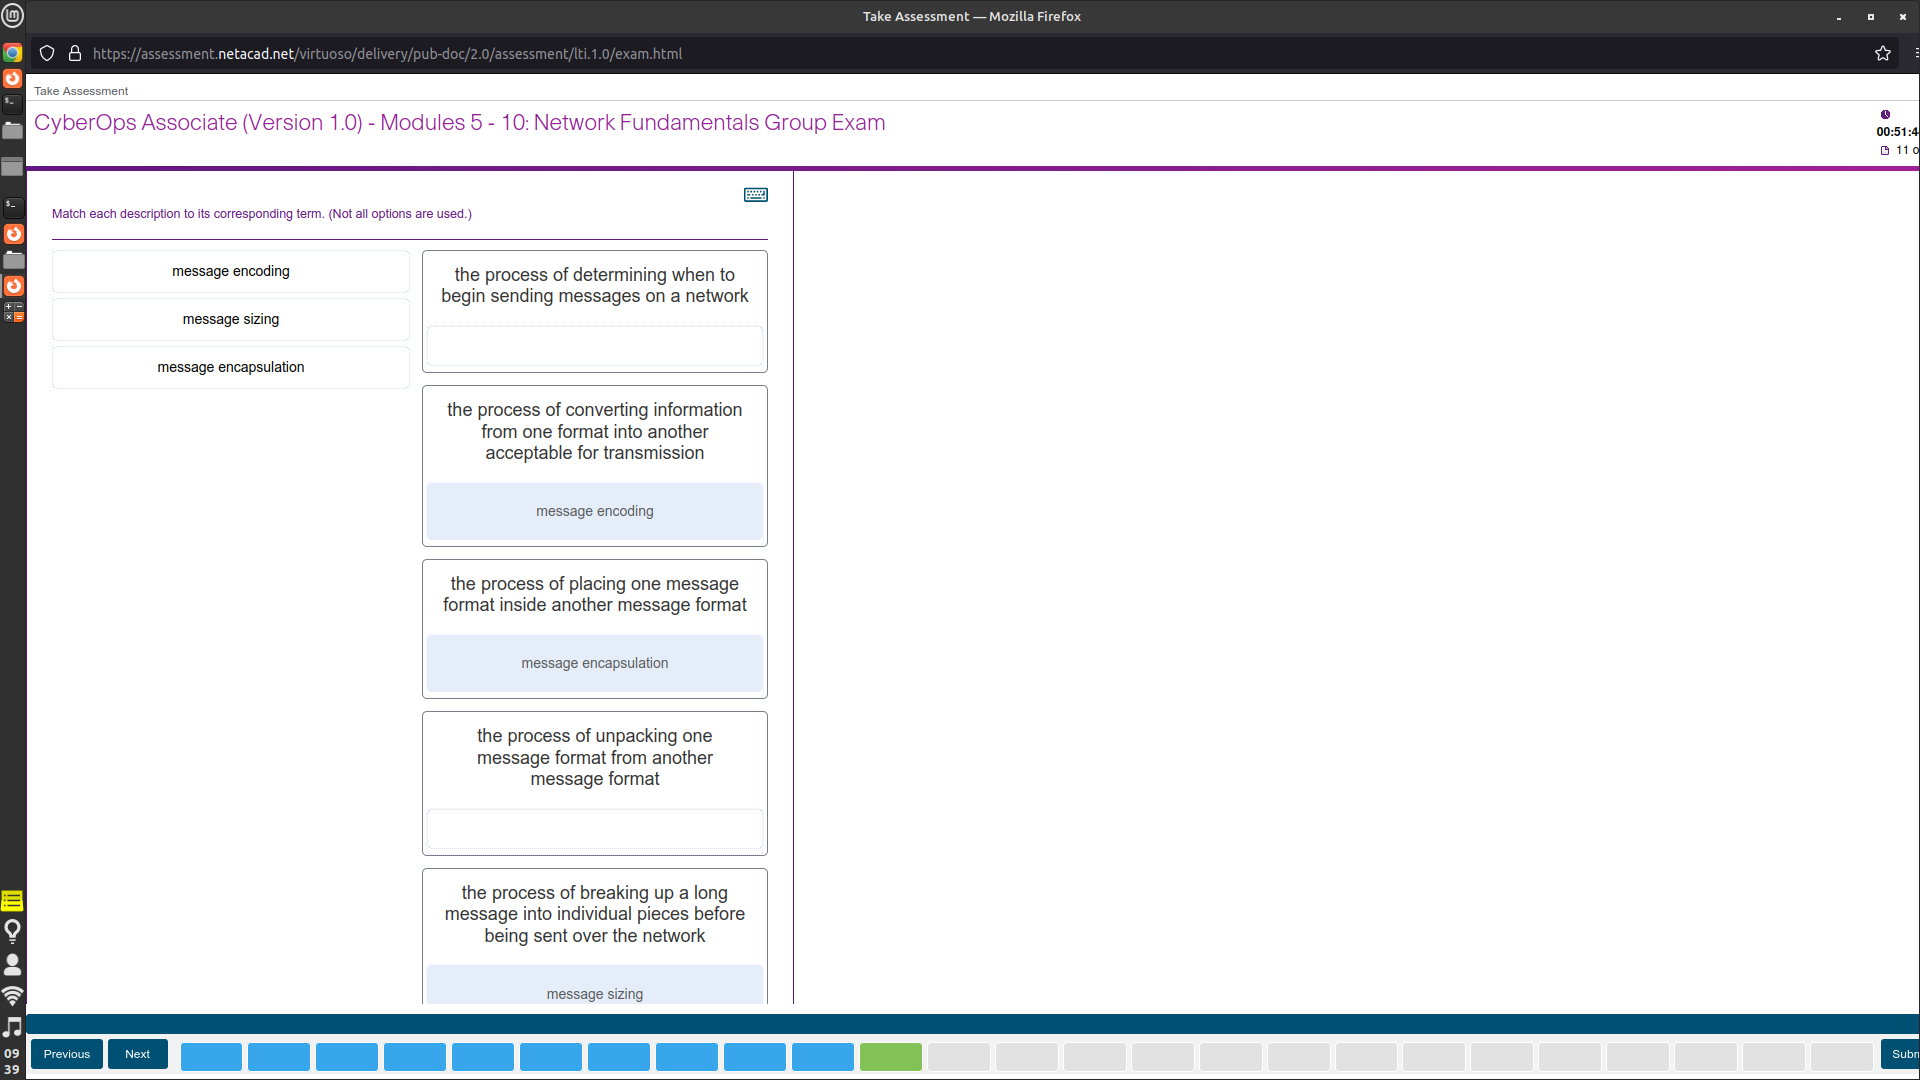 Take Assessment — Mozilla Firefox
https://assessment.netacad.net/virtuoso/delivery/pub-doc/2.0/assessment/lti.1.0/exam.html
Take Assessment
CyberOps Associate (Version 1.0) - Modules 5 - 10: Network Fundamentals Group Exam
00:51:4
11 o
Match each description to its corresponding term. (Not all options are used.)
message encoding
message sizing
message encapsulation
the process of determining when to
begin sending messages on a network
the process of converting information
from one format into another
acceptable for transmission
message encoding
the process of placing one message
format inside another message format
message encapsulation
the process of unpacking one
message format from another
message format
the process of breaking up a long
message into individual pieces before
being sent over the network
message sizing
Previous
Next
Subm
09
39